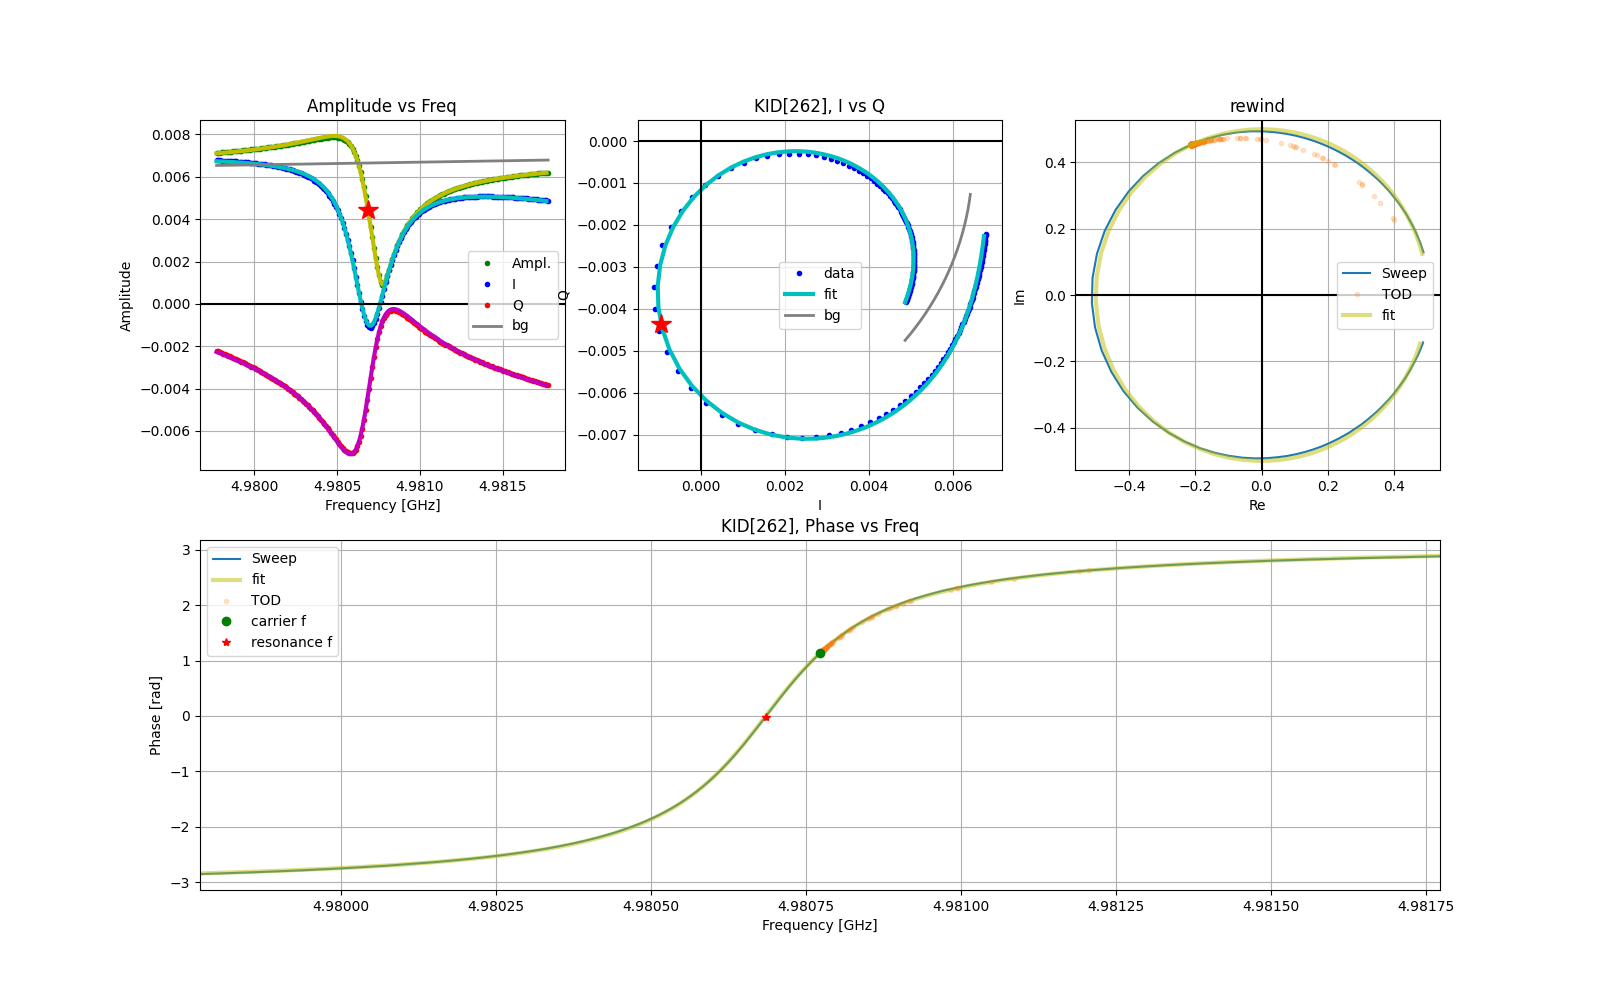 Amplitude vs Freq
0.008
0.006
0.004
0.002
0.000
−0.002
−0.004
−0.006
Amplitude
Ampl.
I
Q
bg
4.9800
4.9805
4.9810
4.9815
Frequency [GHz]
KID[262], I vs Q
0.000
−0.001
−0.002
−0.003
−0.004
−0.005
−0.006
−0.007
Q
data
fit
bg
0.000
0.002
0.004
0.006
I
rewind
0.4
0.2
0.0
−0.2
−0.4
Im
Sweep
TOD
fit
−0.4
−0.2
0.0
0.2
0.4
Re
KID[262], Phase vs Freq
3
2
1
0
−1
−2
−3
Phase [rad]
Sweep
fit
TOD
carrier f
resonance f
4.98000
4.98025
4.98050
4.98075
4.98100
4.98125
4.98150
4.98175
Frequency [GHz]